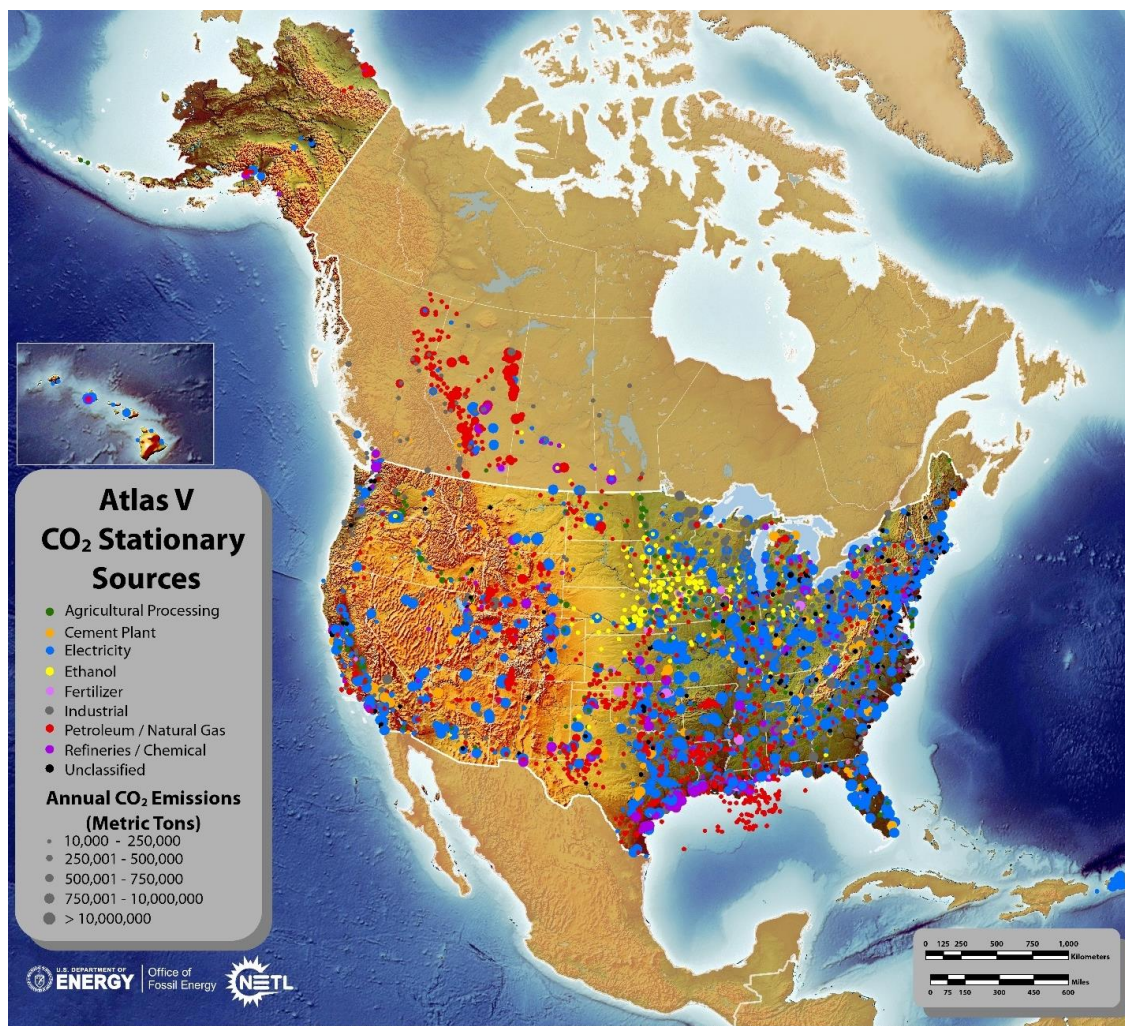 Atlas V
CO₂ Stationary
Sources
Agricultural Processing
Cement Plant
Electricity
Ethanol
Fertilizer
Industrial
Petroleum / Natural Gas
Refineries / Chemical
Unclassified
Annual CO₂ Emissions
(Metric Tons)
10,000 - 250,000
250,001 - 500,000
500,001 - 750,000
750,001 - 10,000,000
> 10,000,000
U.S. DEPARTMENT OF
ENERGY
Office of
Fossil Energy
NETL
0 125 250 500 750 1,000
Kilometers
Miles
0 75 150 300 450 600